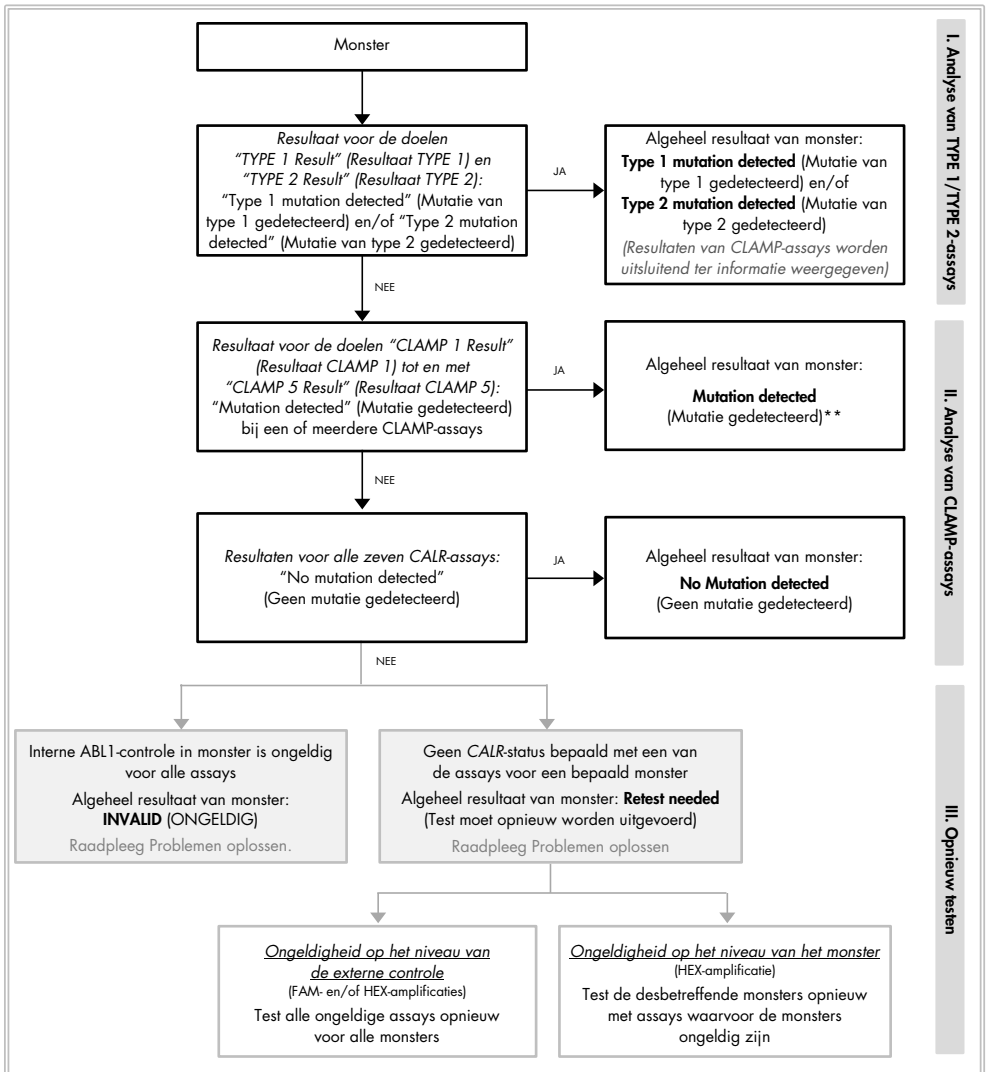 Monster
Resultaat voor de doelen
“TYPE 1 Result” (Resultaat TYPE 1) en
“TYPE 2 Result” (Resultaat TYPE 2):
“Type 1 mutation detected” (Mutatie van
type 1 gedetecteerd) en/of “Type 2 mutation
detected” (Mutatie van type 2 gedetecteerd)
JA
Algeheel resultaat van monster:
Type 1 mutation detected (Mutatie van
type 1 gedetecteerd) en/of
Type 2 mutation detected (Mutatie van
type 2 gedetecteerd)
(Resultaten van CLAMP-assays worden
uitsluitend ter informatie weergegeven)
I. Analyse van TYPE 1/TYPE 2-assays
NEE
Resultaat voor de doelen “CLAMP 1 Result”
(Resultaat CLAMP 1) tot en met
“CLAMP 5 Result” (Resultaat CLAMP 5):
“Mutation detected” (Mutatie gedetecteerd)
bij een of meerdere CLAMP-assays
JA
Algeheel resultaat van monster:
Mutation detected
(Mutatie gedetecteerd)**
II. Analyse van CLAMP-assays
NEE
Resultaten voor alle zeven CALR-assays:
“No mutation detected”
(Geen mutatie gedetecteerd)
JA
Algeheel resultaat van monster:
No Mutation detected
(Geen mutatie gedetecteerd)
NEE
Interne ABL1-controle in monster is ongeldig
voor alle assays
Algeheel resultaat van monster:
INVALID (ONGELDIG)
Raadpleeg Problemen oplossen.
Geen CALR-status bepaald met een van
de assays voor een bepaald monster
Algeheel resultaat van monster: Retest needed
(Test moet opnieuw worden uitgevoerd)
Raadpleeg Problemen oplossen
III. Opnieuw testen
Ongeldigheid op het niveau van
de externe controle
(FAM- en/of HEX-amplificaties)
Test alle ongeldige assays opnieuw
voor alle monsters
Ongeldigheid op het niveau van het monster
(HEX-amplificatie)
Test de desbetreffende monsters opnieuw
met assays waarvoor de monsters
ongeldig zijn